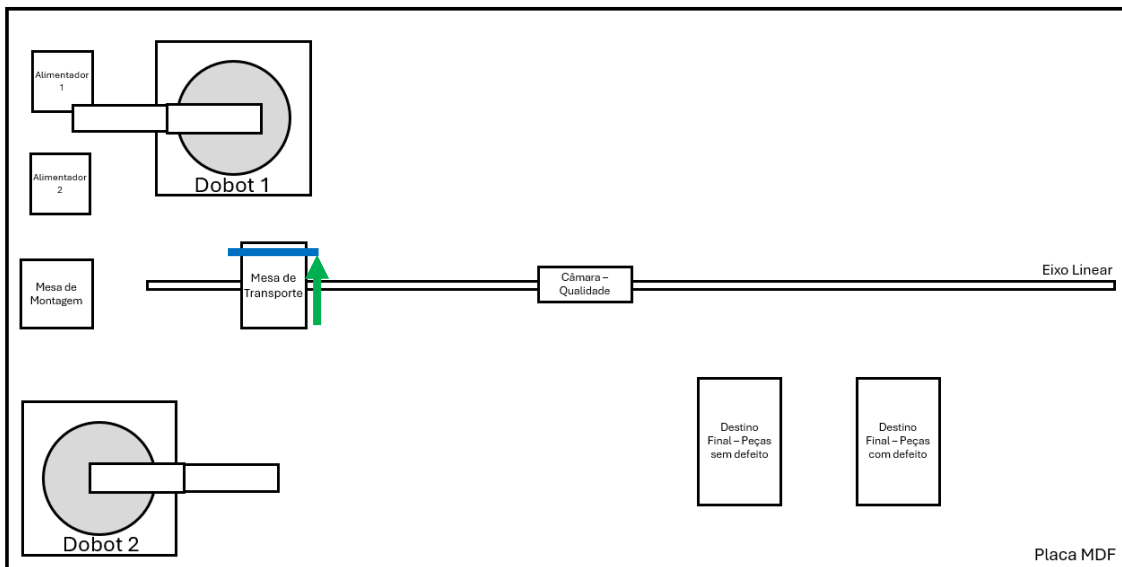 Alimentador
1
Dobot 1
Alimentador
2
Mesa de
Montagem
Mesa de
Transporte
Câmara –
Qualidade
Eixo Linear
Destino
Final – Peças
sem defeito
Destino
Final – Peças
com defeito
Dobot 2
Placa MDF